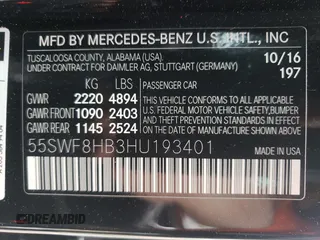 MFD BY MERCEDES-BENZ U.S. INTL., INC
TUSCALOOSA COUNTY, ALABAMA (USA). 10/16
UNDER CONTRACT FOR DAIMLER AG, STUTTGART (GERMANY) 197
KG LBS PASSENGER CAR
GVWR 2220 4894 THIS VEHICLE CONFORMS TO ALL APPLICABLE
GAWR FRONT 1090 2403 U.S. FEDERAL MOTOR VEHICLE SAFETY,BUMPER,
GAWR REAR 1145 2524 AND THEFT PREVENTION STANDARDS IN EFFECT
ON THE DATE OF MANUFACTURE SHOWN ABOVE.
55SWF8HB3HU193401
DREAMBID